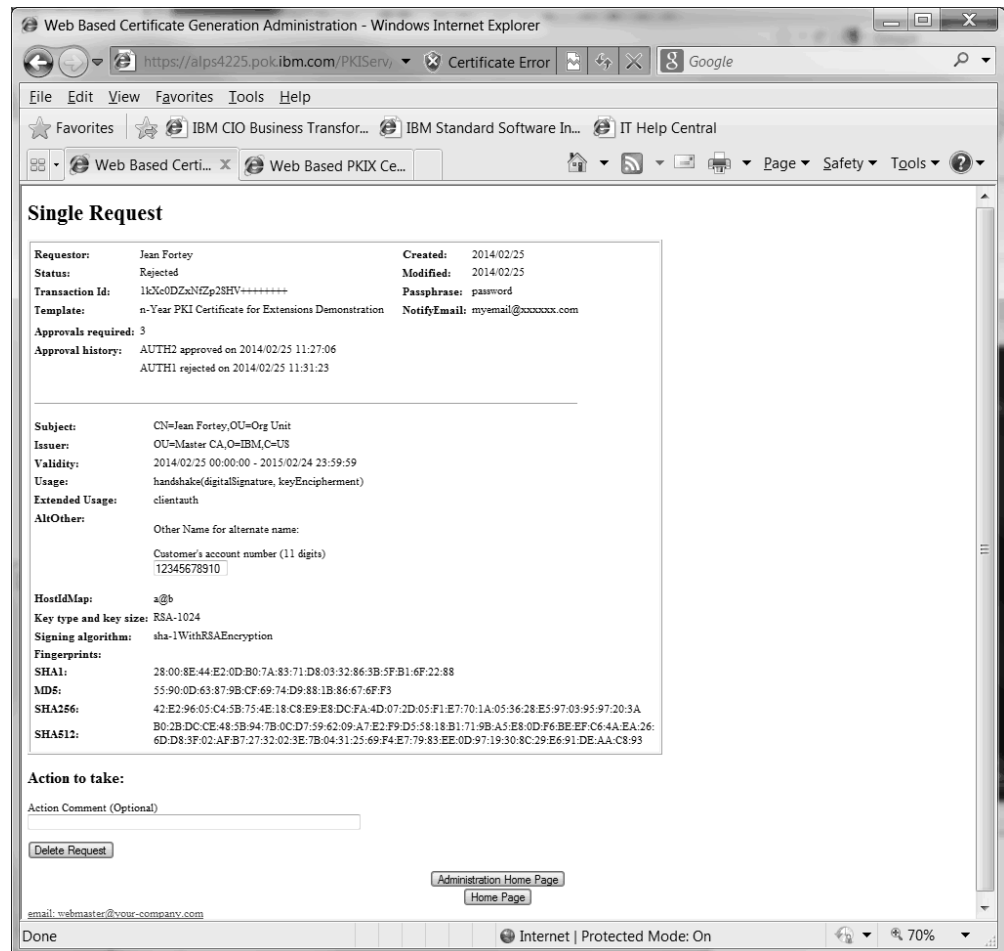 Web Based Certificate Generation Administration - Windows Internet Explorer
https://alps4225.pok.ibm.com/PKIServ/ Certificate Error Google
File Edit View Favorites Tools Help
Favorites IBM CIO Business Transfor... IBM Standard Software In... IT Help Central
Web Based Certi... X Web Based PKIX Ce... Page Safety Tools
Single Request
Requestor: Jean Fortey Created: 2014/02/25
Status: Rejected Modified: 2014/02/25
Transaction Id: 1kXc0DZxNfZp2SHV++++++++ Passphrase: password
Template: n-Year PKI Certificate for Extensions Demonstration NotifyEmail: myemail@xxxxxx.com
Approvals required: 3
Approval history: AUTH2 approved on 2014/02/25 11:27:06
AUTH1 rejected on 2014/02/25 11:31:23
Subject: CN=Jean Fortey,OU=Org Unit
Issuer: OU=Master CA,O=IBM,C=US
Validity: 2014/02/25 00:00:00 - 2015/02/24 23:59:59
Usage: handshake(digitalSignature, keyEncipherment)
Extended Usage: clientauth
AltOther:
Other Name for alternate name:
Customer's account number (11 digits)
12345678910
HostIdMap: a@b
Key type and key size: RSA-1024
Signing algorithm: sha-1WithRSAEncryption
Fingerprints:
SHA1: 28:00:8E:44:E2:0D:B0:7A:83:71:D8:03:32:86:3B:5F:B1:6F:22:88
MD5: 55:90:0D:63:87:9B:CF:69:74:D9:88:1B:86:67:6F:F3
SHA256: 42:E2:96:05:C4:5B:75:4E:18:C8:E9:E8:DC:FA:4D:07:2D:05:F1:E7:70:1A:05:36:28:E5:97:03:95:97:20:3A
SHA512: B0:2B:DC:CE:48:5B:94:7B:0C:D7:59:62:09:A7:E2:F9:D5:58:18:B1:71:9B:A5:E8:0D:F6:BE:EF:C6:4A:EA:26:
6D:D8:3F:02:AF:B7:27:32:02:3E:7B:04:31:25:69:F4:E7:79:83:EE:0D:97:19:30:8C:29:E6:91:DE:AA:C8:93
Action to take:
Action Comment (Optional)
Delete Request
Administration Home Page
Home Page
email: webmaster@your-company.com
Done Internet | Protected Mode: On 70%